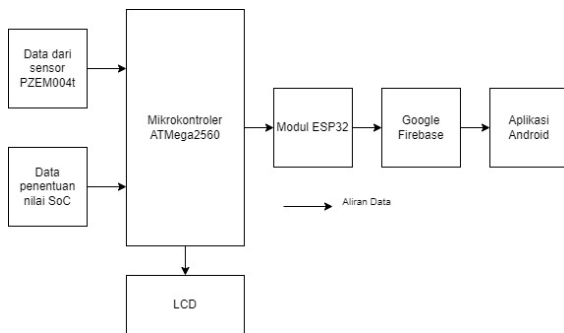 Data dari
sensor
PZEM004t
Mikrokontroler
ATMega2560
Modul ESP32
Google
Firebase
Aplikasi
Android
Data
penentuan
nilai SoC
Aliran Data
LCD